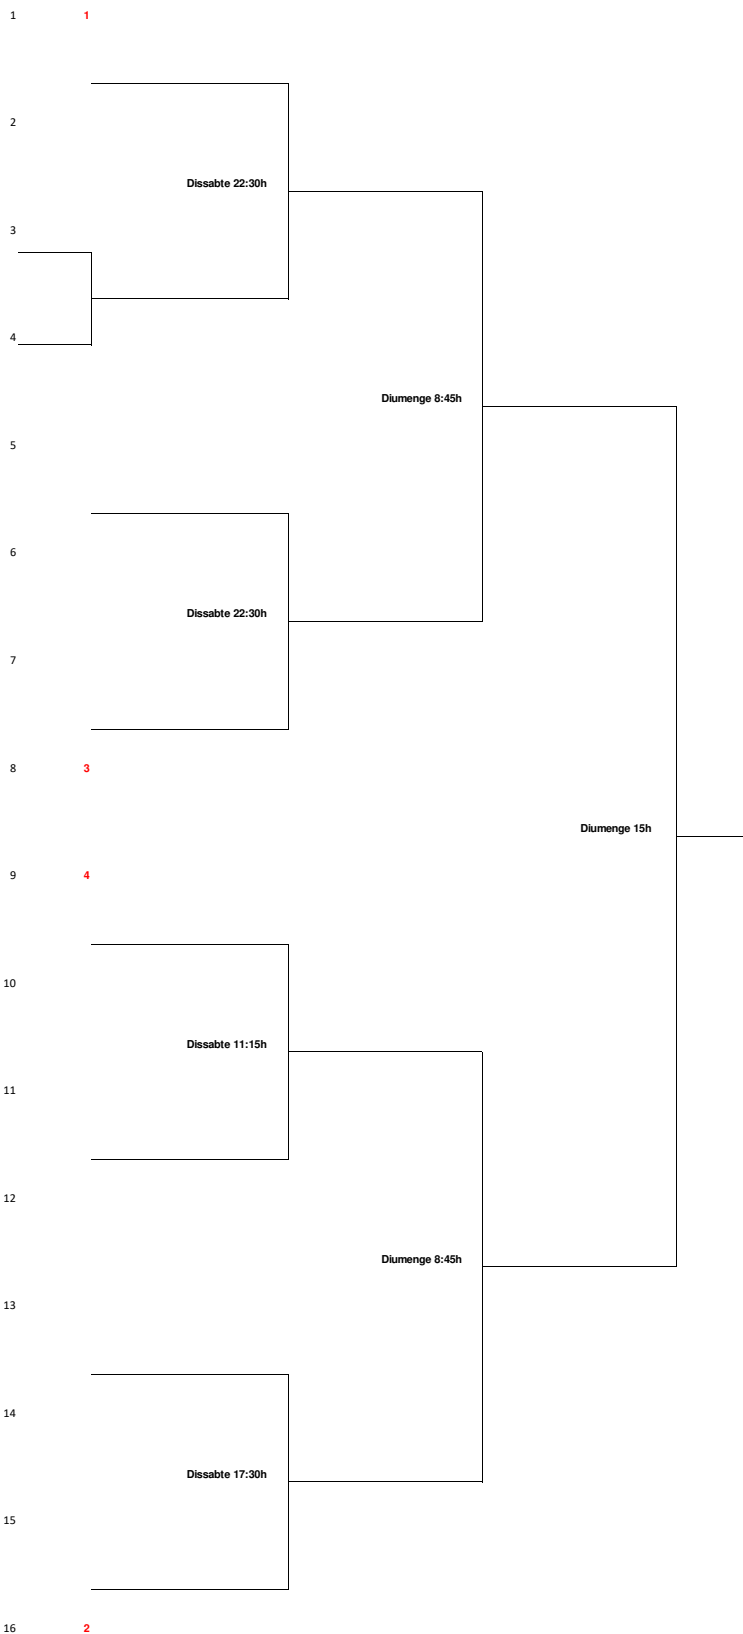 1 1
2
Dissabte 22:30h
3
4
Diumenge 8:45h
5
6
Dissabte 22:30h
7
8 3
Diumenge 15h
9 4
10
Dissabte 11:15h
11
12
Diumenge 8:45h
13
14
Dissabte 17:30h
15
16 2